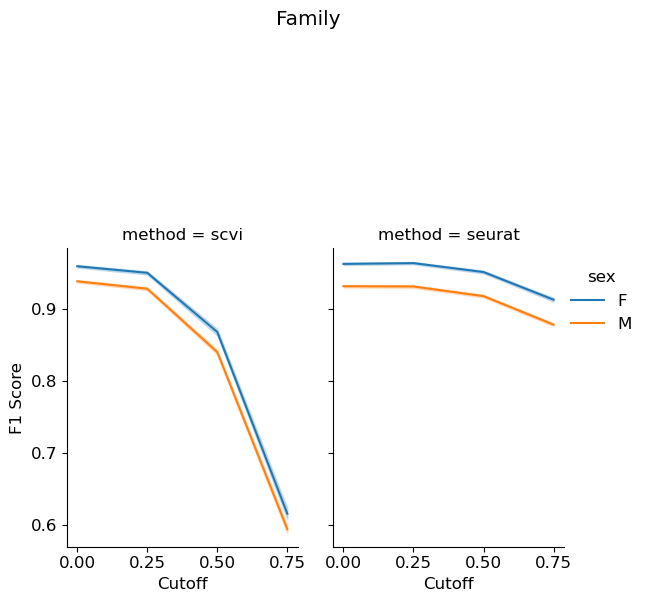 Family
method = scvi
method = seurat
sex
F
M
F1 Score
0.9
0.8
0.7
0.6
0.00 0.25 0.50 0.75
0.00 0.25 0.50 0.75
Cutoff
Cutoff